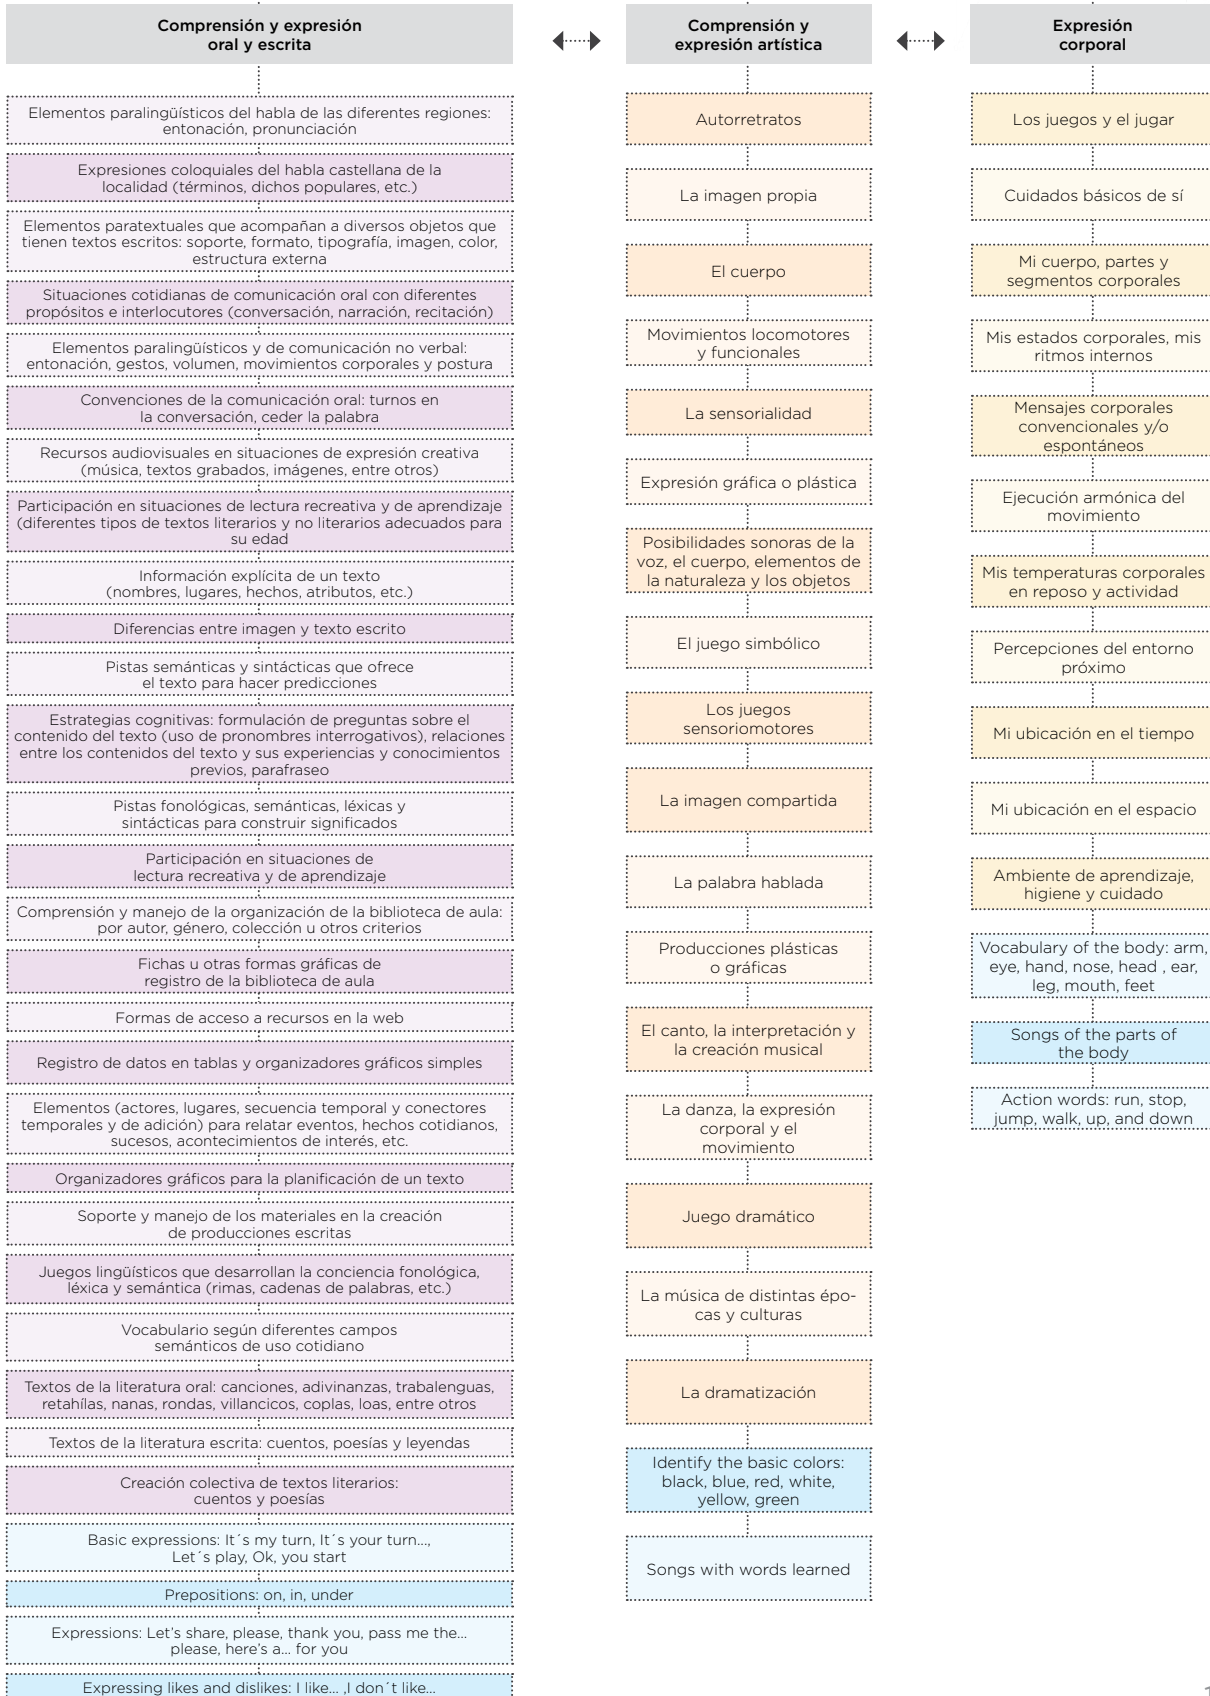 Comprensión y expresión
oral y escrita
Elementos paralingüísticos del habla de las diferentes regiones:
entonación, pronunciación
Expresiones coloquiales del habla castellana de la
localidad (términos, dichos populares, etc.)
Elementos paratextuales que acompañan a diversos objetos que
tienen textos escritos: soporte, formato, tipografía, imagen, color,
estructura externa
Situaciones cotidianas de comunicación oral con diferentes
propósitos e interlocutores (conversación, narración, recitación)
Elementos paralingüísticos y de comunicación no verbal:
entonación, gestos, volumen, movimientos corporales y postura
Convenciones de la comunicación oral: turnos en
la conversación, ceder la palabra
Recursos audiovisuales en situaciones de expresión creativa
(música, textos grabados, imágenes, entre otros)
Participación en situaciones de lectura recreativa y de aprendizaje
(diferentes tipos de textos literarios y no literarios adecuados para
su edad
Información explícita de un texto
(nombres, lugares, hechos, atributos, etc.)
Diferencias entre imagen y texto escrito
Pistas semánticas y sintácticas que ofrece
el texto para hacer predicciones
Estrategias cognitivas: formulación de preguntas sobre el
contenido del texto (uso de pronombres interrogativos), relaciones
entre los contenidos del texto y sus experiencias y conocimientos
previos, parafraseo
Pistas fonológicas, semánticas, léxicas y
sintácticas para construir significados
Participación en situaciones de
lectura recreativa y de aprendizaje
Comprensión y manejo de la organización de la biblioteca de aula:
por autor, género, colección u otros criterios
Fichas u otras formas gráficas de
registro de la biblioteca de aula
Formas de acceso a recursos en la web
Registro de datos en tablas y organizadores gráficos simples
Elementos (actores, lugares, secuencia temporal y conectores
temporales y de adición) para relatar eventos, hechos cotidianos,
sucesos, acontecimientos de interés, etc.
Organizadores gráficos para la planificación de un texto
Soporte y manejo de los materiales en la creación
de producciones escritas
Juegos lingüísticos que desarrollan la conciencia fonológica,
léxica y semántica (rimas, cadenas de palabras, etc.)
Vocabulario según diferentes campos
semánticos de uso cotidiano
Textos de la literatura oral: canciones, adivinanzas, trabalenguas,
retahílas, nanas, rondas, villancicos, coplas, loas, entre otros
Textos de la literatura escrita: cuentos, poesías y leyendas
Creación colectiva de textos literarios:
cuentos y poesías
Basic expressions: It´s my turn, It´s your turn...,
Let´s play, Ok, you start
Prepositions: on, in, under
Expressions: Let's share, please, thank you, pass me the...
please, here's a... for you
Expressing likes and dislikes: I like... ,I don´t like...
Comprensión y
expresión artística
Autorretratos
La imagen propia
El cuerpo
Movimientos locomotores
y funcionales
La sensorialidad
Expresión gráfica o plástica
Posibilidades sonoras de la
voz, el cuerpo, elementos de
la naturaleza y los objetos
El juego simbólico
Los juegos
sensoriomotores
La imagen compartida
La palabra hablada
Producciones plásticas
o gráficas
El canto, la interpretación y
la creación musical
La danza, la expresión
corporal y el
movimiento
Juego dramático
La música de distintas épo-
cas y culturas
La dramatización
Identify the basic colors:
black, blue, red, white,
yellow, green
Songs with words learned
Expresión
corporal
Los juegos y el jugar
Cuidados básicos de sí
Mi cuerpo, partes y
segmentos corporales
Mis estados corporales, mis
ritmos internos
Mensajes corporales
convencionales y/o
espontáneos
Ejecución armónica del
movimiento
Mis temperaturas corporales
en reposo y actividad
Percepciones del entorno
próximo
Mi ubicación en el tiempo
Mi ubicación en el espacio
Ambiente de aprendizaje,
higiene y cuidado
Vocabulary of the body: arm,
eye, hand, nose, head , ear,
leg, mouth, feet
Songs of the parts of
the body
Action words: run, stop,
jump, walk, up, and down